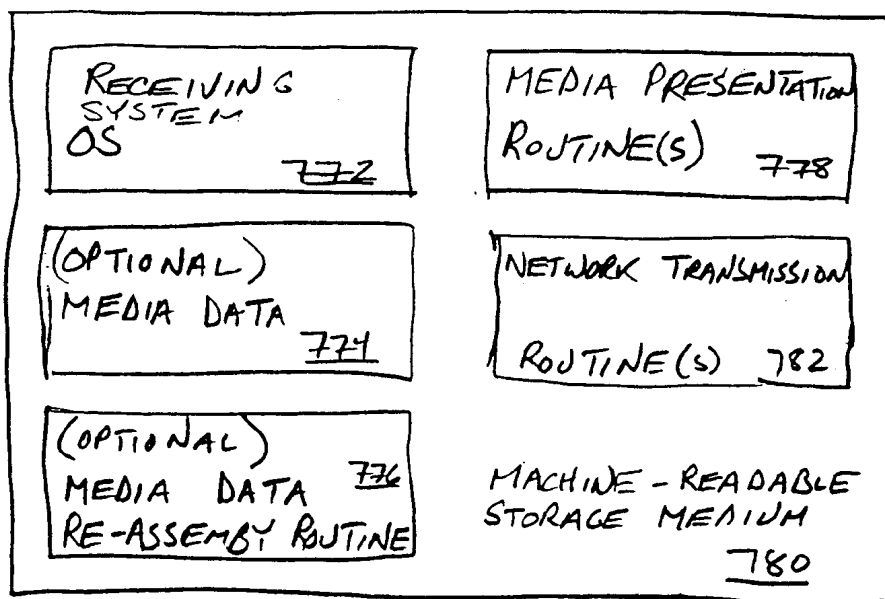 RECEIVING
SYSTEM
OS
772
(OPTIONAL)
MEDIA DATA
774
(OPTIONAL)
776
MEDIA DATA
RE-ASSEMBY ROUTINE
MEDIA PRESENTATION
ROUTINE(S) 778
NETWORK TRANSMISSION
ROUTINE(S) 782
MACHINE-READABLE
STORAGE MEDIUM
780